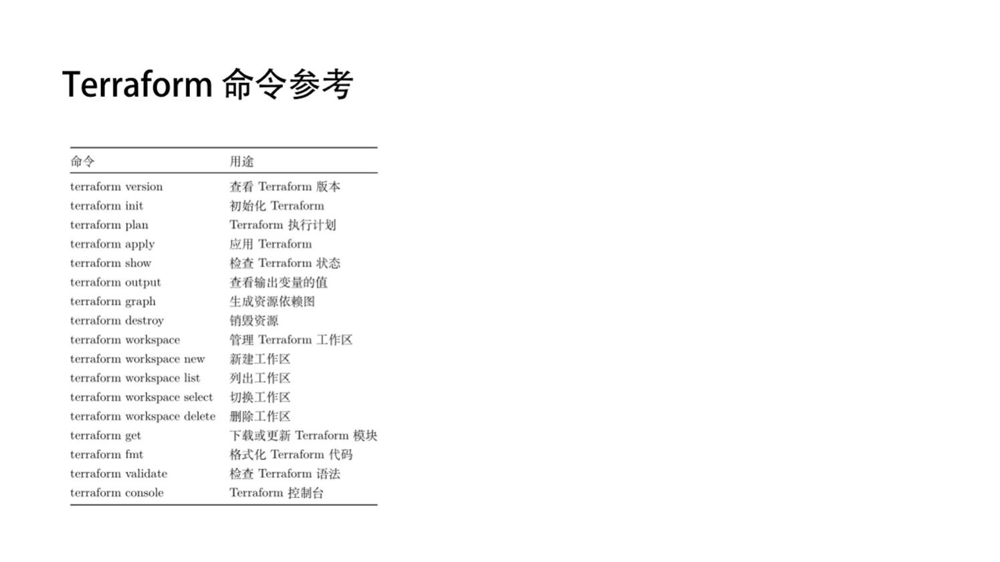 Terraform 命令参考
命令 用途
terraform version 查看 Terraform 版本
terraform init 初始化 Terraform
terraform plan Terraform 执行计划
terraform apply 应用 Terraform
terraform show 检查 Terraform 状态
terraform output 查看输出变量的值
terraform graph 生成资源依赖图
terraform destroy 销毁资源
terraform workspace 管理 Terraform 工作区
terraform workspace new 新建工作区
terraform workspace list 列出工作区
terraform workspace select 切换工作区
terraform workspace delete 删除工作区
terraform get 下载或更新 Terraform 模块
terraform fmt 格式化 Terraform 代码
terraform validate 检查 Terraform 语法
terraform console Terraform 控制台